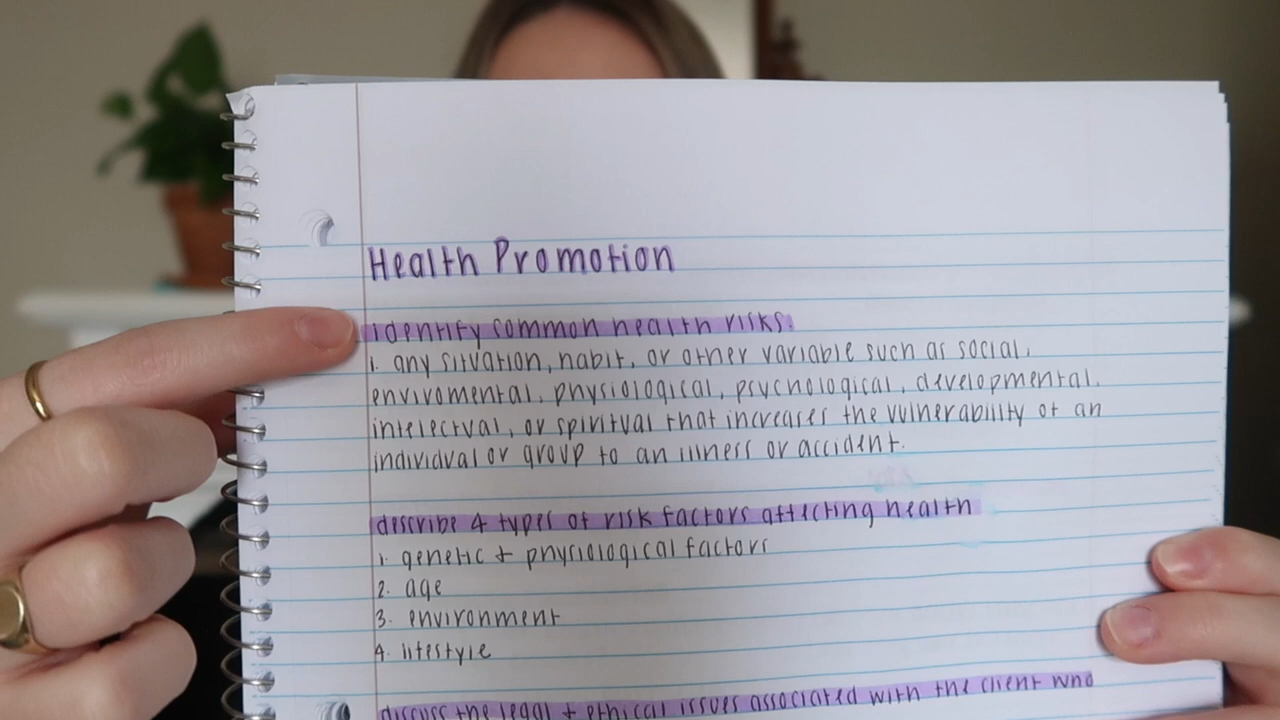 Health Promotion
identify common health risks:
1. any situation, habit, or other variable such as social,
enviromental, physiological, psychological, developmental,
intelectual, or spiritual that increases the vulnerability of an
individual or group to an illness or accident.
describe 4 types of risk factors affecting health
1. genetic + physiological factors
2. age
3. environment
4. lifestyle
discuss the legal + ethical issues associated with the client who